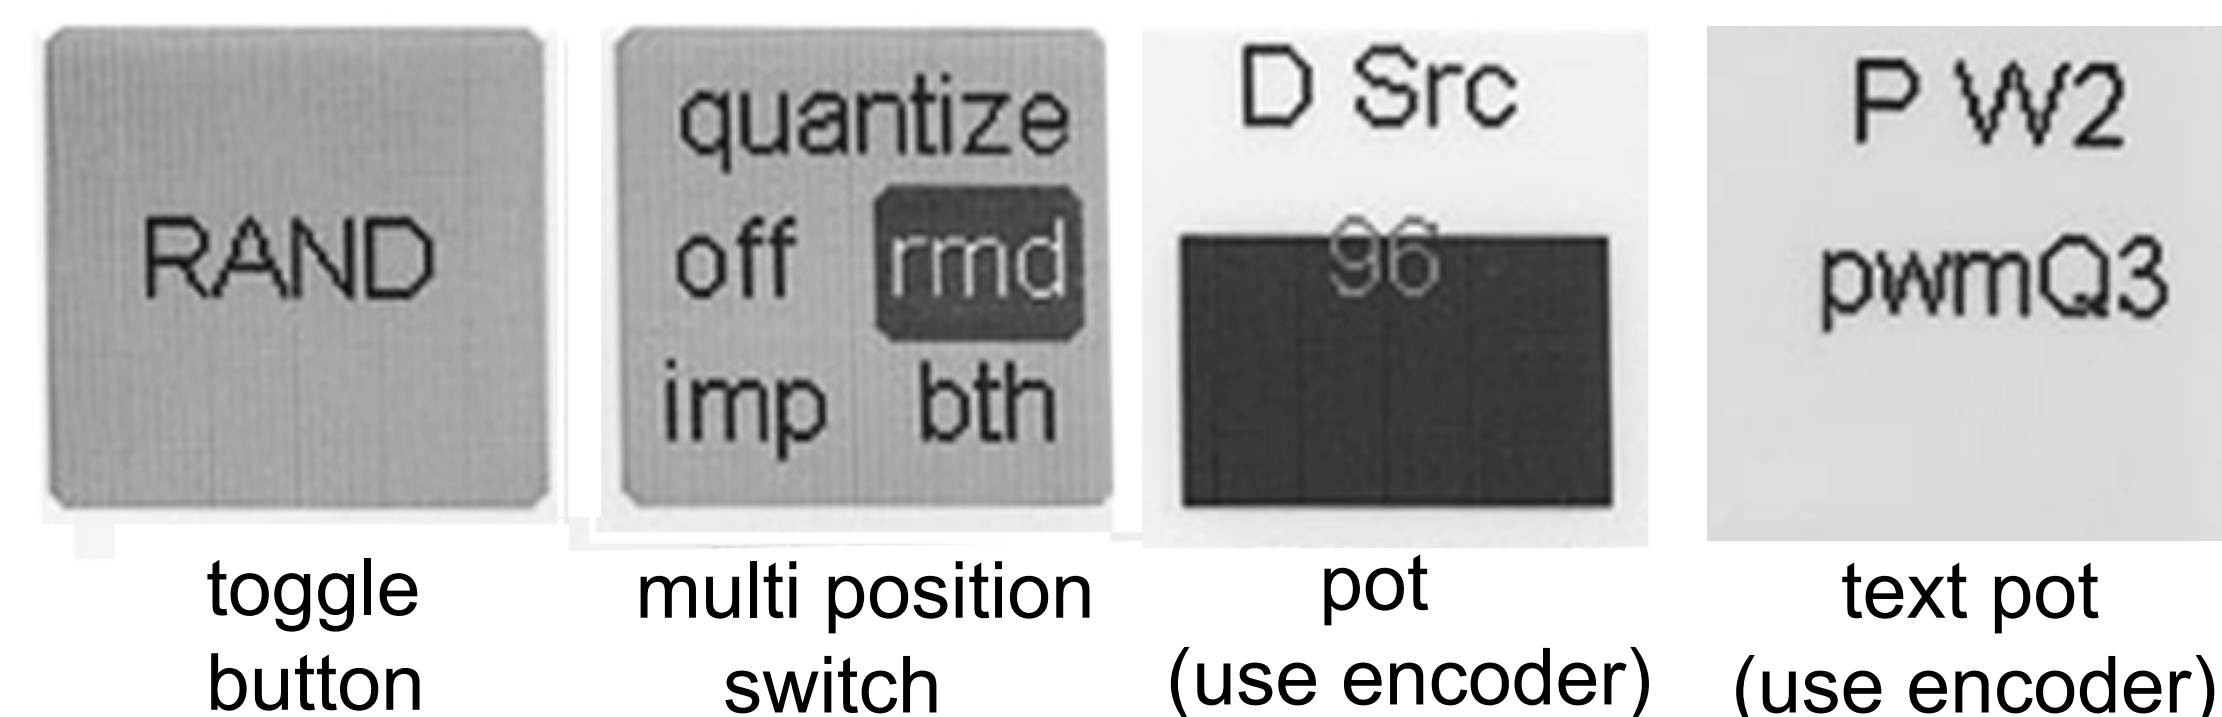 RAND
quantize
off rmd
imp bth
D Src
96
P W2
pwmQ3
toggle
button
multi position
switch
pot
(use encoder)
text pot
(use encoder)